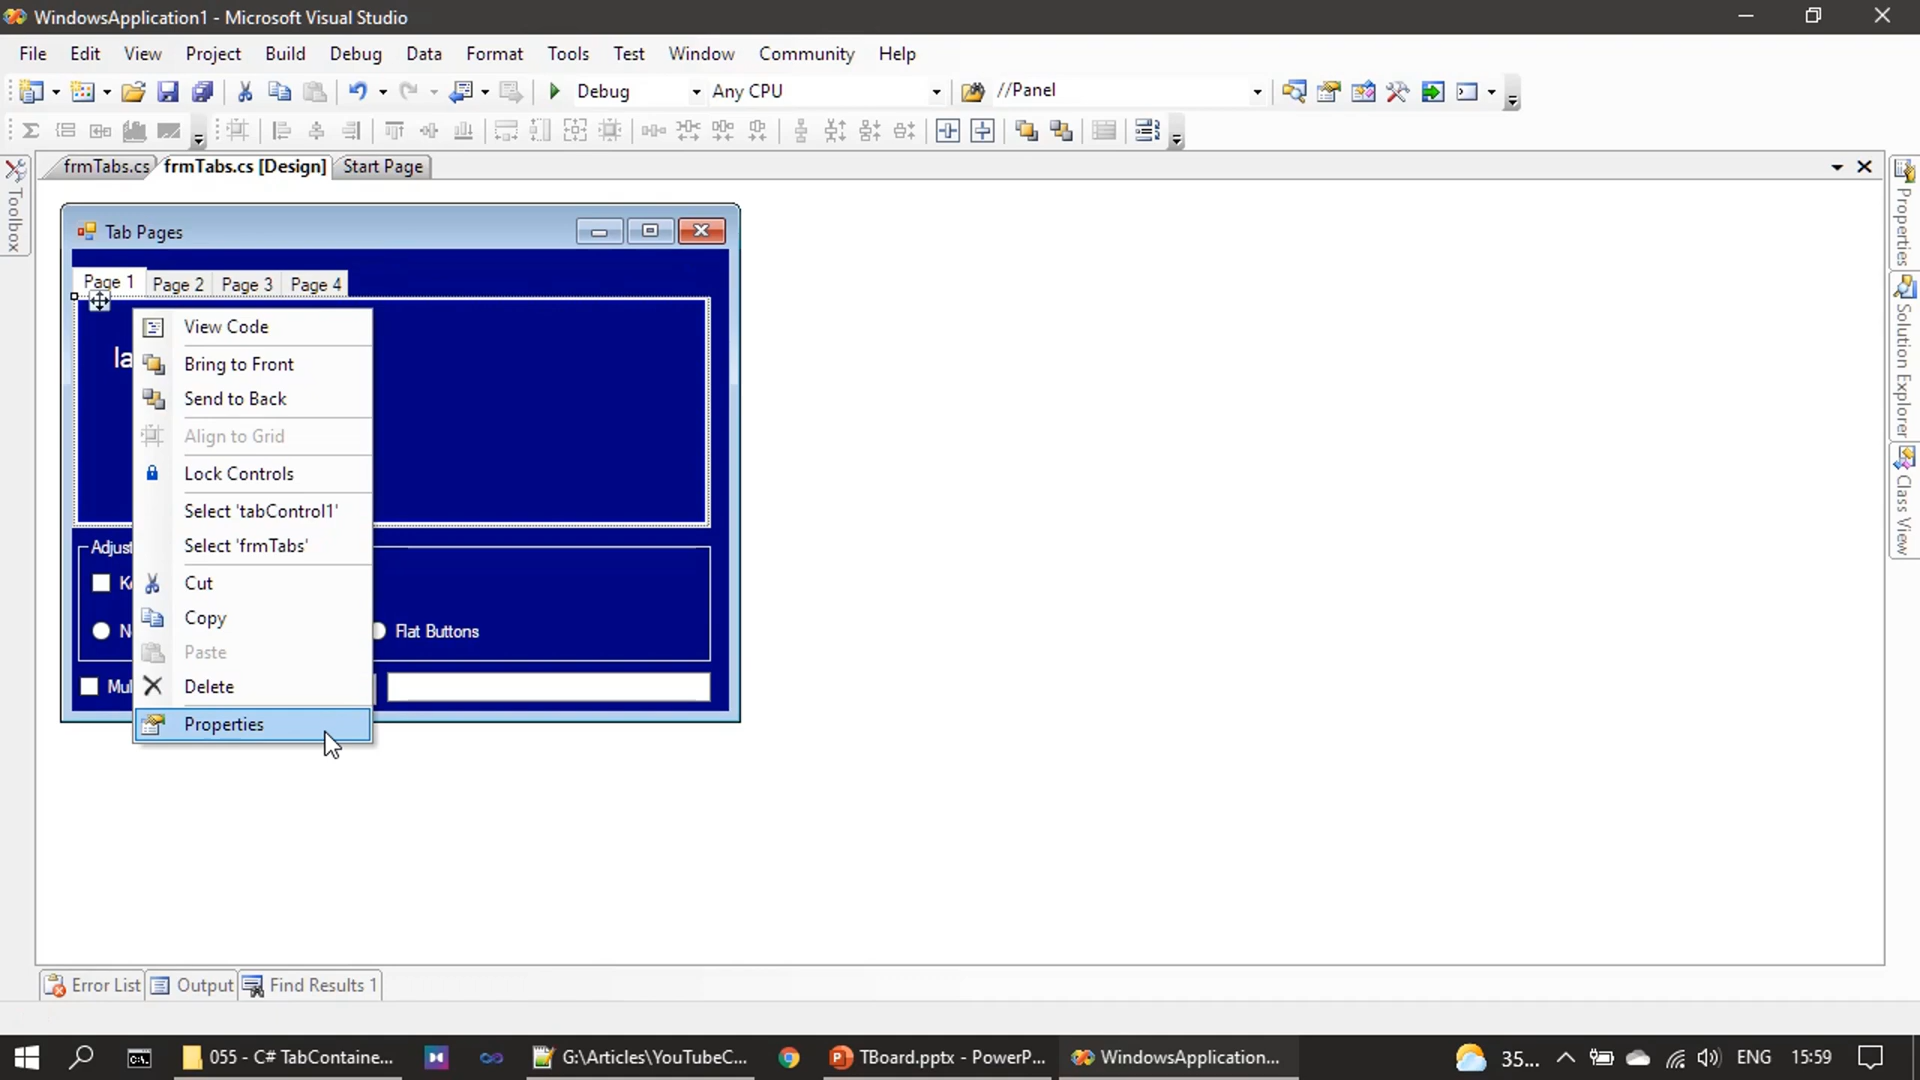 WindowsApplication1 - Microsoft Visual Studio
File Edit View Project Build Debug Data Format Tools Test Window Community Help
Debug Any CPU //Panel
frmTabs.cs frmTabs.cs [Design] Start Page
Toolbox
Properties
Solution Explorer
Class View
Tab Pages
Page 1 Page 2 Page 3 Page 4
la
View Code
Bring to Front
Send to Back
Align to Grid
Lock Controls
Select 'tabControl1'
Select 'frmTabs'
Cut
Copy
Paste
Delete
Properties
Adjust
Flat Buttons
Mul
Error List Output Find Results 1
055 - C# TabContaine... G:\Articles\YouTubeC... TBoard.pptx - PowerP... WindowsApplication... 35... ENG 15:59